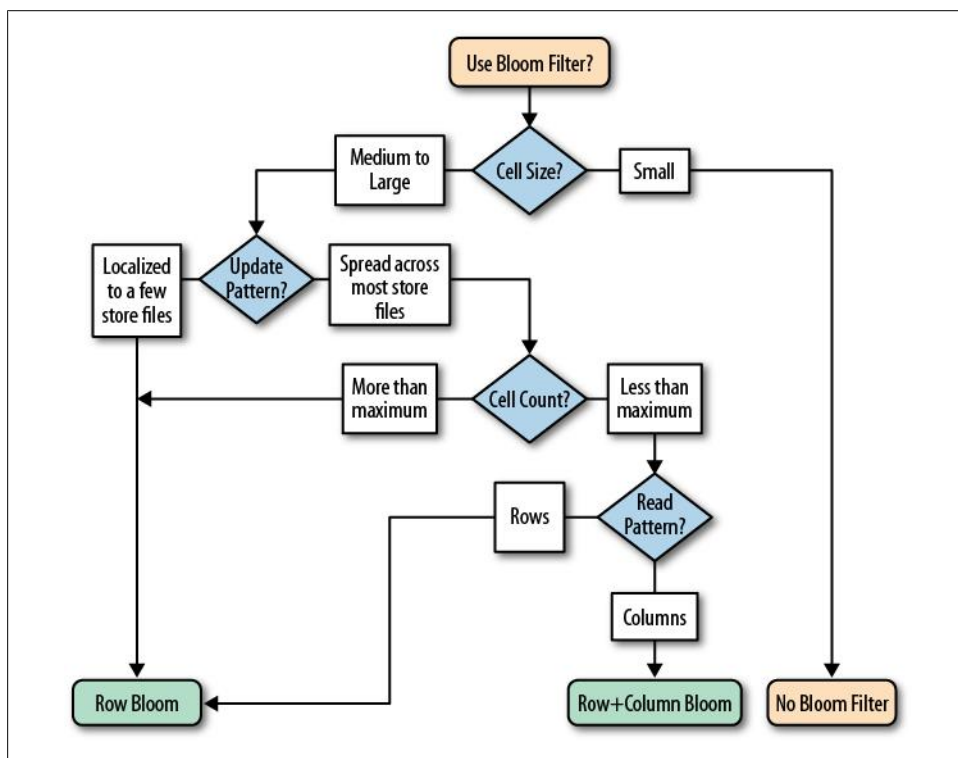 Use Bloom Filter?
Medium to
Large
Cell Size?
Small
Localized
to a few
store files
Update
Pattern?
Spread across
most store
files
More than
maximum
Cell Count?
Less than
maximum
Rows
Read
Pattern?
Columns
Row Bloom
Row+Column Bloom
No Bloom Filter